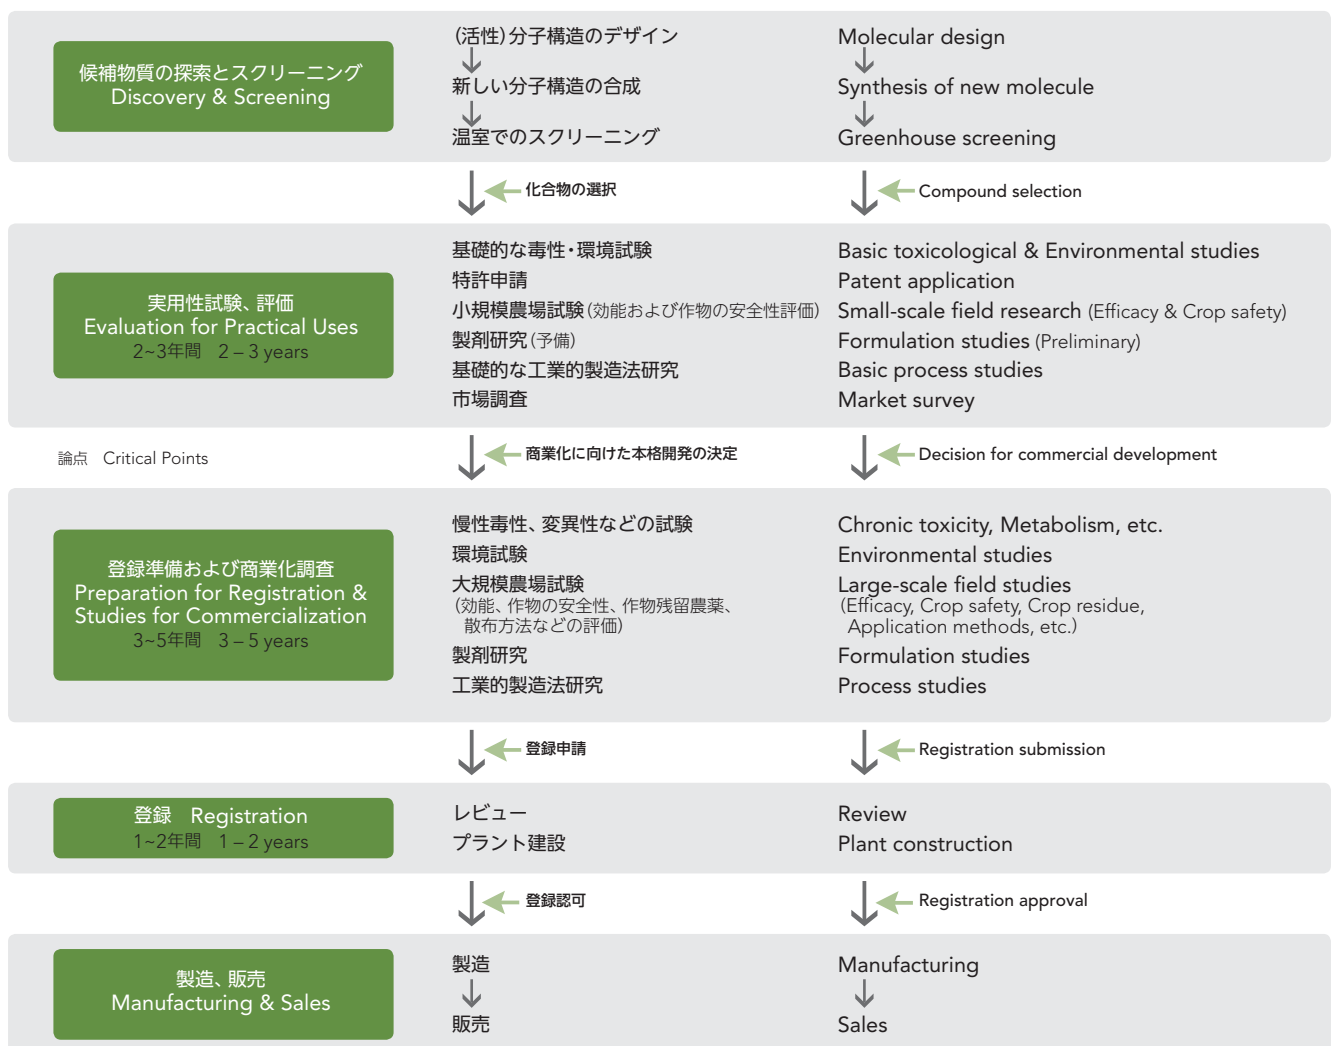 候補物質の探索とスクリーニング
Discovery & Screening
(活性)分子構造のデザイン
新しい分子構造の合成
温室でのスクリーニング
Molecular design
Synthesis of new molecule
Greenhouse screening
化合物の選択
Compound selection
実用性試験、評価
Evaluation for Practical Uses
2~3年間 2 – 3 years
基礎的な毒性・環境試験
特許申請
小規模農場試験(効能および作物の安全性評価)
製剤研究(予備)
基礎的な工業的製造法研究
市場調査
Basic toxicological & Environmental studies
Patent application
Small-scale field research (Efficacy & Crop safety)
Formulation studies (Preliminary)
Basic process studies
Market survey
論点 Critical Points
商業化に向けた本格開発の決定
Decision for commercial development
登録準備および商業化調査
Preparation for Registration &
Studies for Commercialization
3~5年間 3 – 5 years
慢性毒性、変異性などの試験
環境試験
大規模農場試験
(効能、作物の安全性、作物残留農薬、
散布方法などの評価)
製剤研究
工業的製造法研究
Chronic toxicity, Metabolism, etc.
Environmental studies
Large-scale field studies
(Efficacy, Crop safety, Crop residue,
Application methods, etc.)
Formulation studies
Process studies
登録申請
Registration submission
登録 Registration
1~2年間 1 – 2 years
レビュー
プラント建設
Review
Plant construction
登録認可
Registration approval
製造、販売
Manufacturing & Sales
製造
販売
Manufacturing
Sales